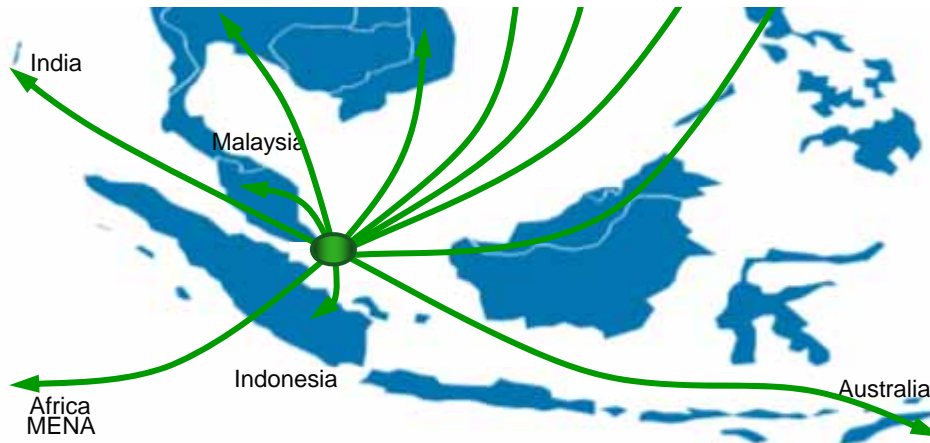 India
Malaysia
Indonesia
Australia
Africa
MENA